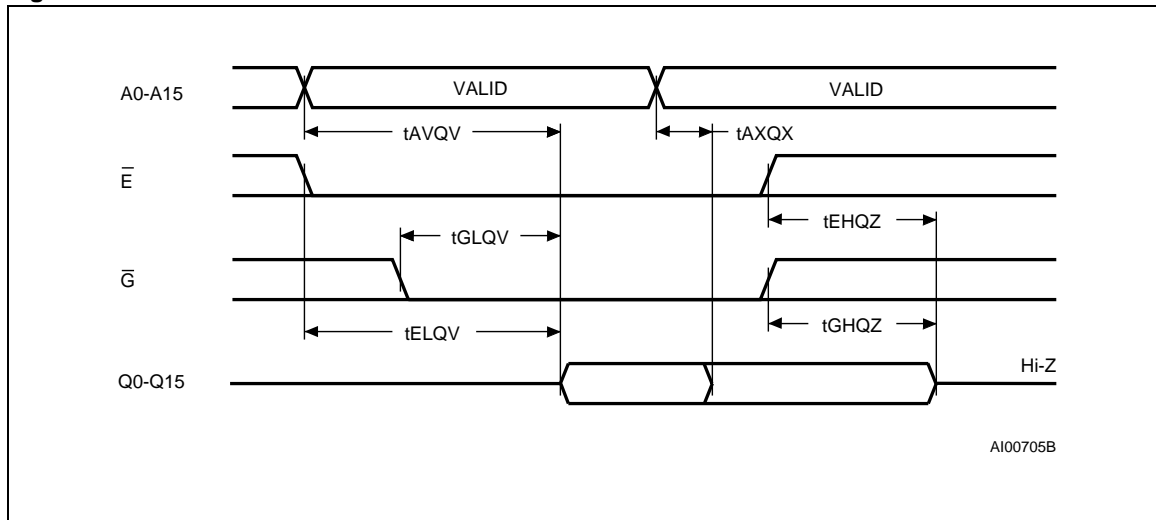 A0-A15
VALID
VALID
tAVQV
tAXQX
E̅
tEHQZ
tGLQV
G̅
tELQV
tGHQZ
Q0-Q15
Hi-Z
AI00705B